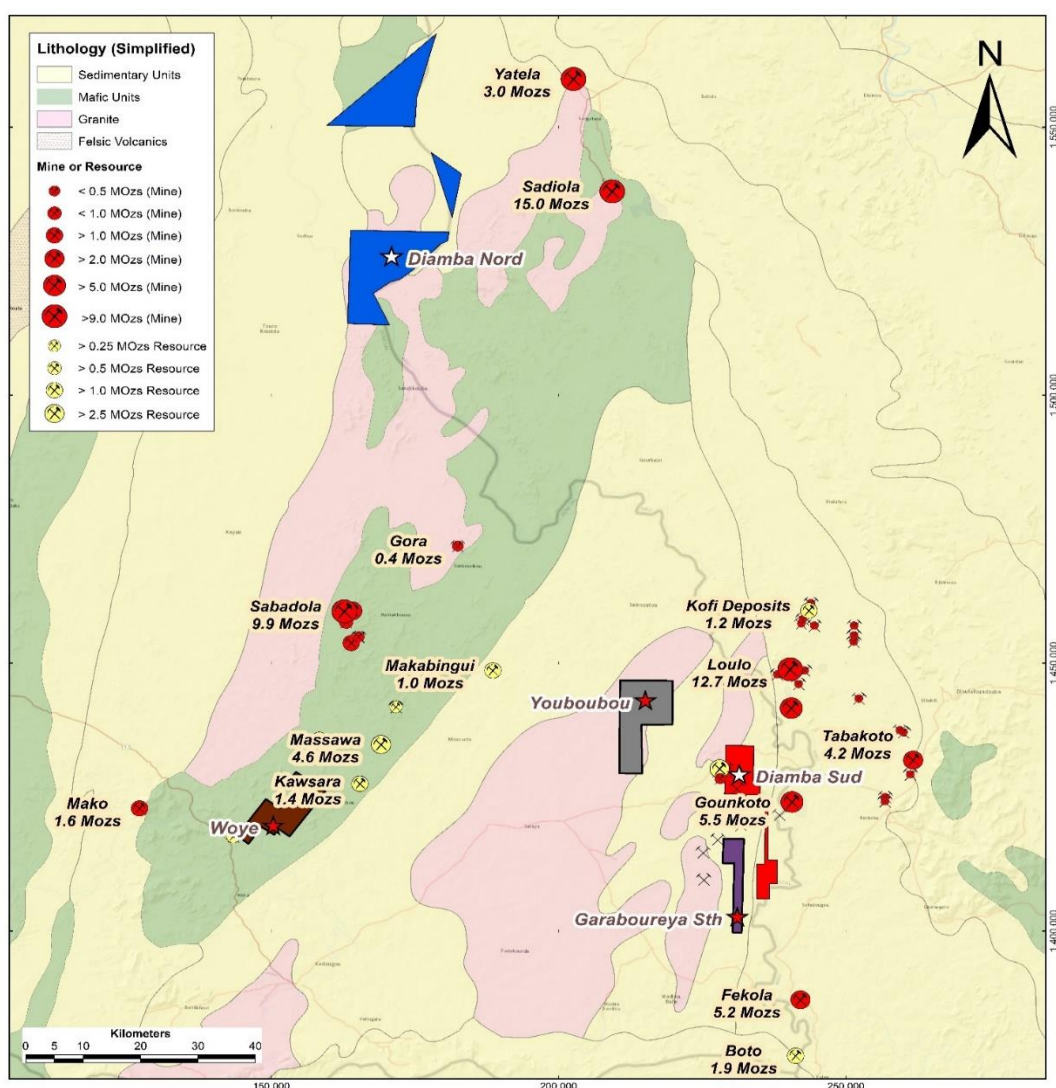 Lithology (Simplified)
Sedimentary Units
Mafic Units
Granite
Felsic Volcanics
Mine or Resource
< 0.5 MOzs (Mine)
< 1.0 MOzs (Mine)
> 1.0 MOzs (Mine)
> 2.0 MOzs (Mine)
> 5.0 MOzs (Mine)
>9.0 MOzs (Mine)
> 0.25 MOzs Resource
> 0.5 MOzs Resource
> 1.0 MOzs Resource
> 2.5 MOzs Resource
N
Yatela
3.0 Mozs
1,550,000
Sadiola
15.0 Mozs
Diamba Nord
1,500,000
Gora
0.4 Mozs
Sabadola
9.9 Mozs
Kofi Deposits
1.2 Mozs
Makabingui
1.0 Mozs
Loulo
12.7 Mozs
1,450,000
Youboubou
Massawa
4.6 Mozs
Tabakoto
4.2 Mozs
Kawsara
1.4 Mozs
Diamba Sud
Mako
1.6 Mozs
Gounkoto
5.5 Mozs
Woye
Garaboureya Sth
1,400,000
Fekola
5.2 Mozs
Boto
1.9 Mozs
Kilometers
0 5 10 20 30 40
150,000
200,000
250,000